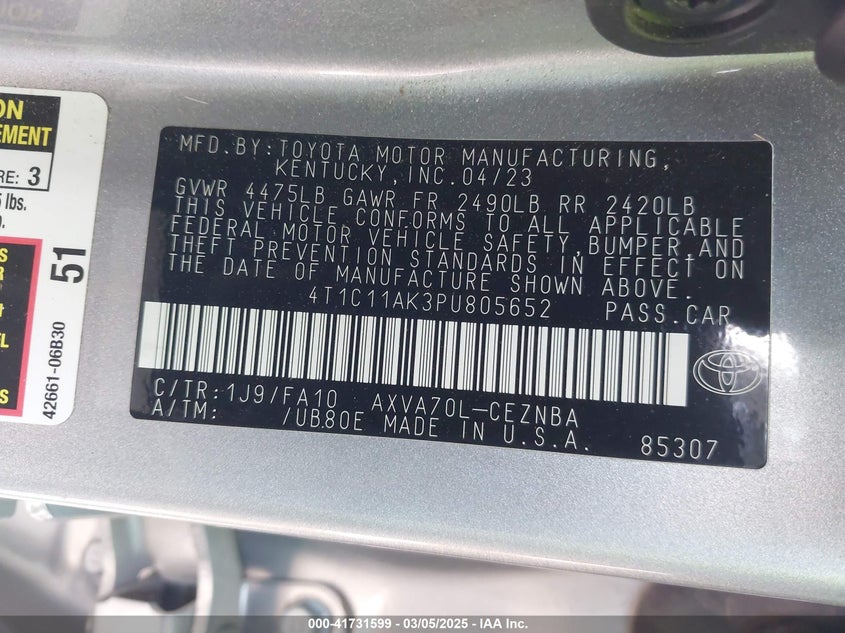 ON
EMENT
RE: 3
5 lbs.
51
42661-06B30
MFD.BY:TOYOTA MOTOR MANUFACTURING,
KENTUCKY, INC.04/23
GVWR 4475LB GAWR FR 2490LB RR 2420LB
THIS VEHICLE CONFORMS TO ALL APPLICABLE
FEDERAL MOTOR VEHICLE SAFETY,BUMPER,AND
THEFT PREVENTION STANDARDS IN EFFECT ON
THE DATE OF MANUFACTURE SHOWN ABOVE.
4T1C11AK3PU805652 PASS.CAR
C/TR:1J9/FA10 AXVA70L-CEZNBA
A/TM: /UB80E MADE IN U.S.A. 85307
000-41731599 — 03/05/2025 — IAA Inc.